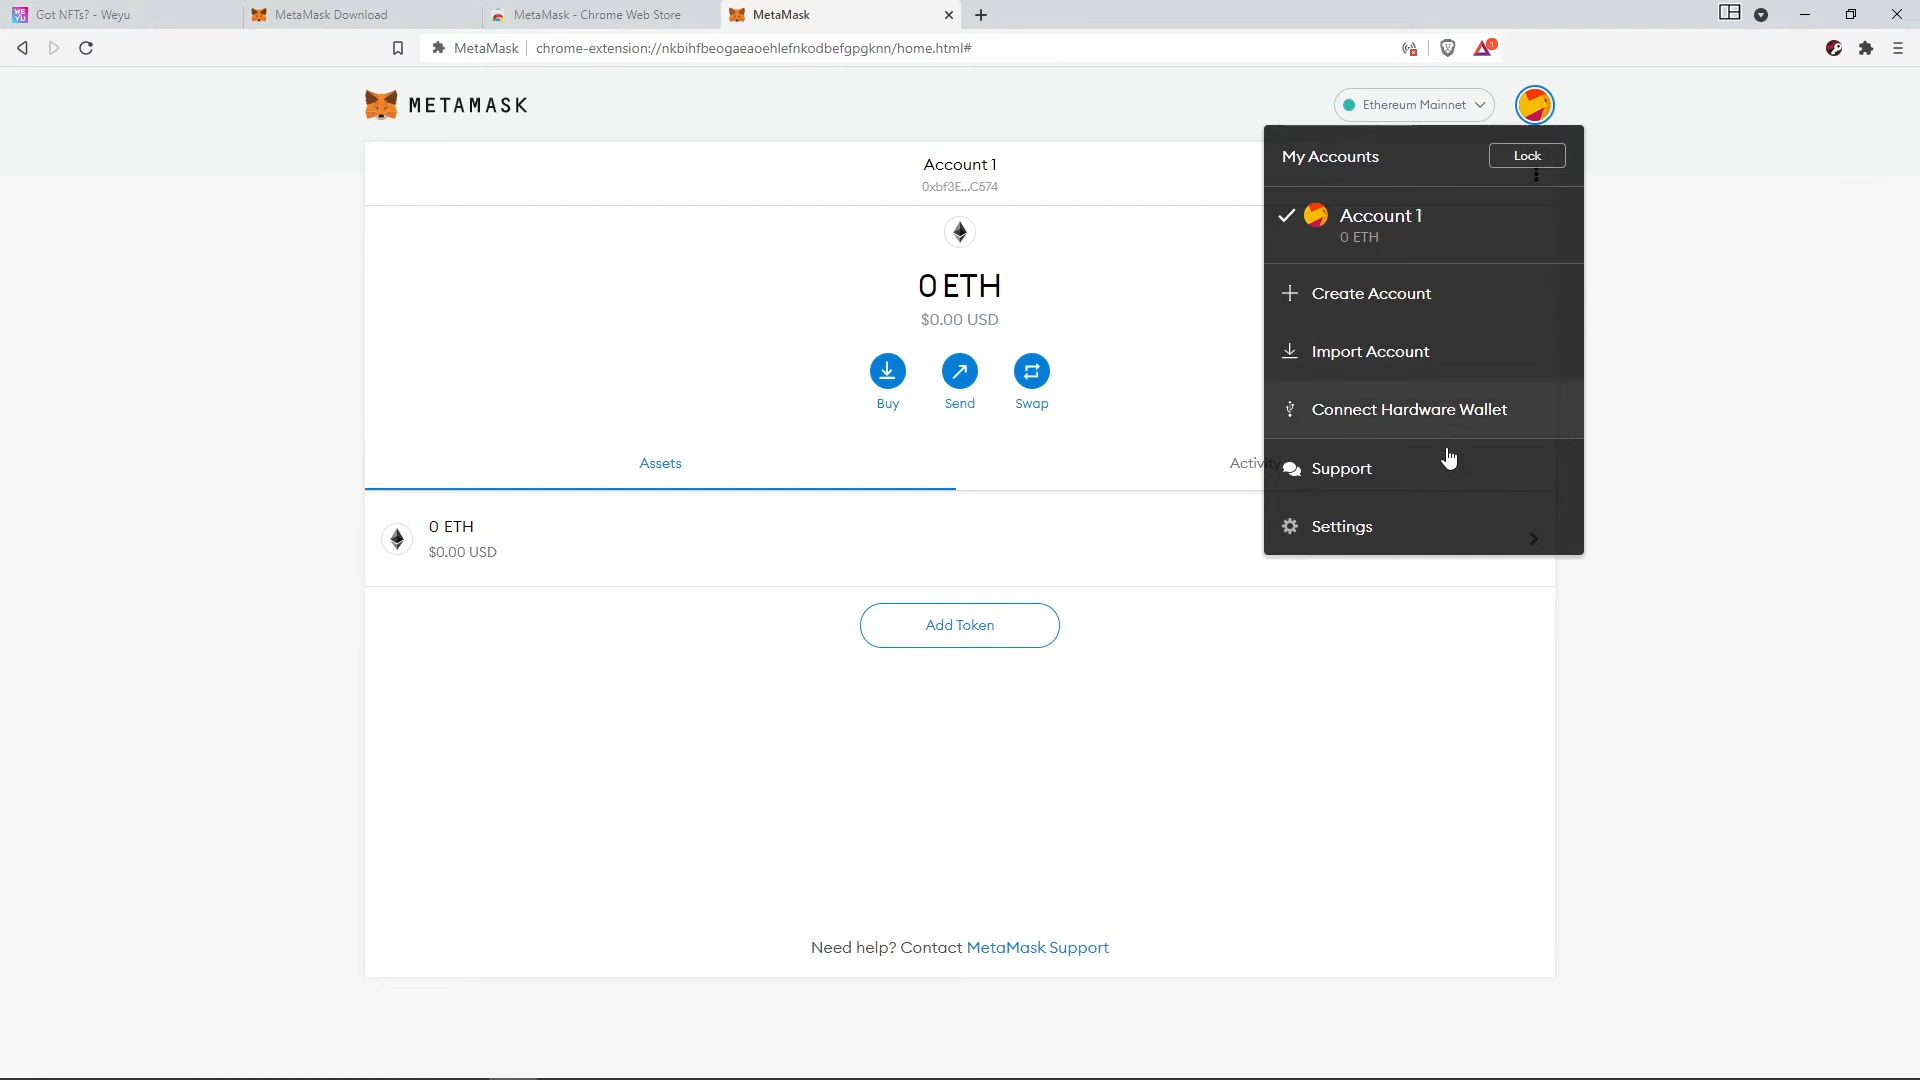 Got NFTs? - Weyu
MetaMask Download
MetaMask - Chrome Web Store
MetaMask
MetaMask
chrome-extension://nkbihfbeogaeaoehlefnkodbefgpgknn/home.html#
1
METAMASK
Ethereum Mainnet
My Accounts
Lock
Account 1
0xbf3E...C574
Account 1
0 ETH
0 ETH
$0.00 USD
Create Account
Import Account
Buy
Send
Swap
Connect Hardware Wallet
Assets
Activity
Support
0 ETH
$0.00 USD
Settings
Add Token
Need help? Contact MetaMask Support